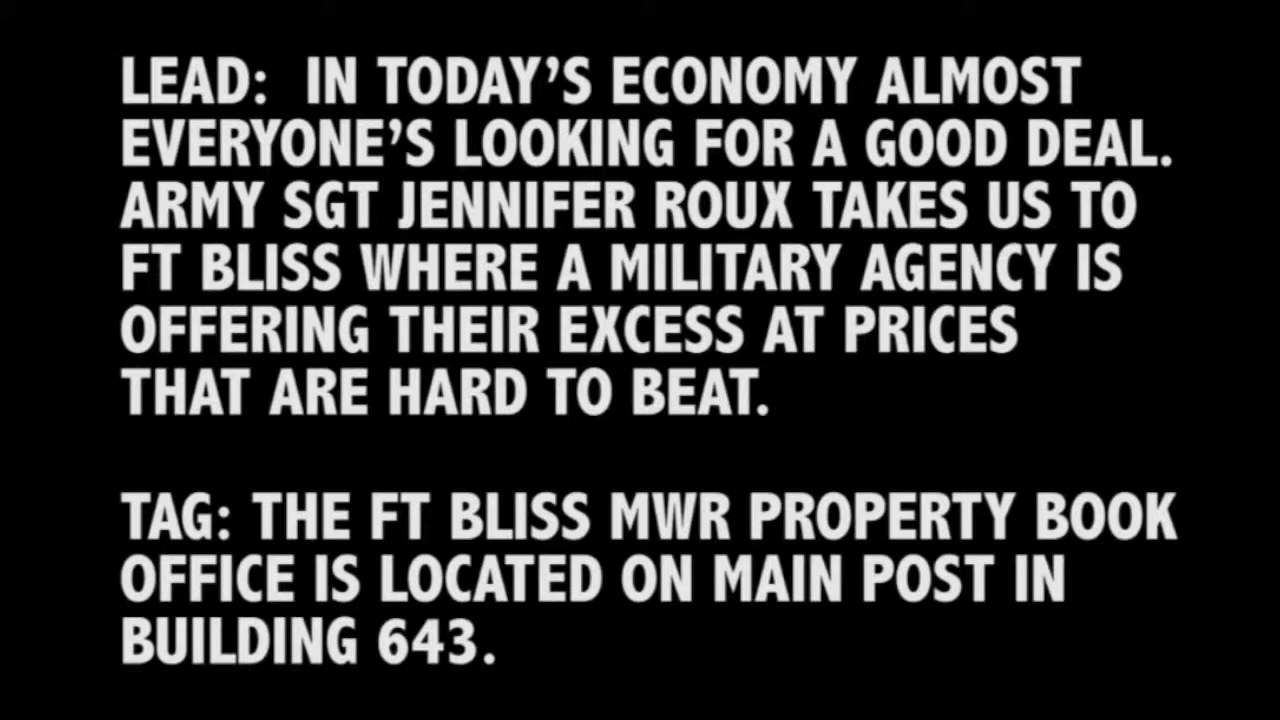 LEAD:  IN TODAY’S ECONOMY ALMOST
EVERYONE’S LOOKING FOR A GOOD DEAL.
ARMY SGT JENNIFER ROUX TAKES US TO
FT BLISS WHERE A MILITARY AGENCY IS
OFFERING THEIR EXCESS AT PRICES
THAT ARE HARD TO BEAT.
TAG: THE FT BLISS MWR PROPERTY BOOK
OFFICE IS LOCATED ON MAIN POST IN
BUILDING 643.